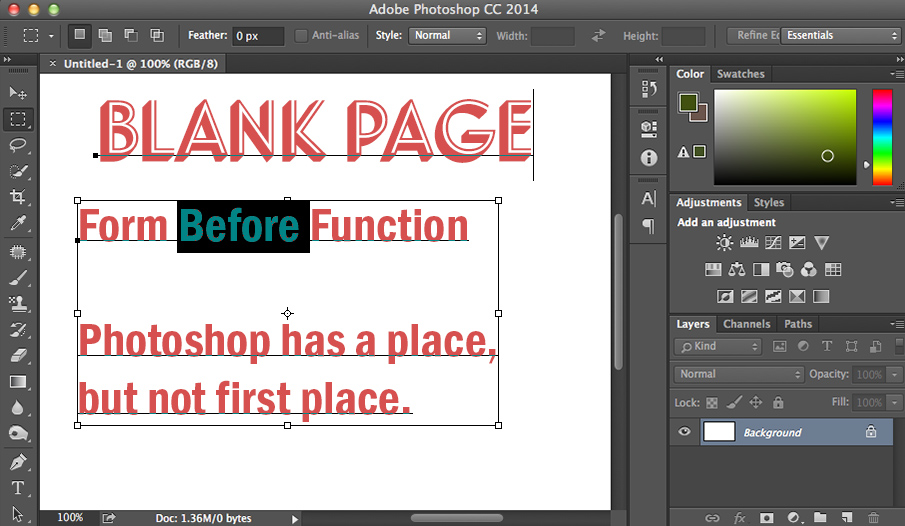 Adobe Photoshop CC 2014
Feather: 0 px Anti-alias Style: Normal Width: Height: Refine Ed Essentials
Untitled-1 @ 100% (RGB/8)
BLANK PAGE
Form Before Function
Photoshop has a place,
but not first place.
100% Doc: 1.36M/0 bytes
A
Color Swatches
Adjustments Styles
Add an adjustment
Layers Channels Paths
Kind T
Normal Opacity: 100%
Lock: Fill: 100%
Background
fx
T